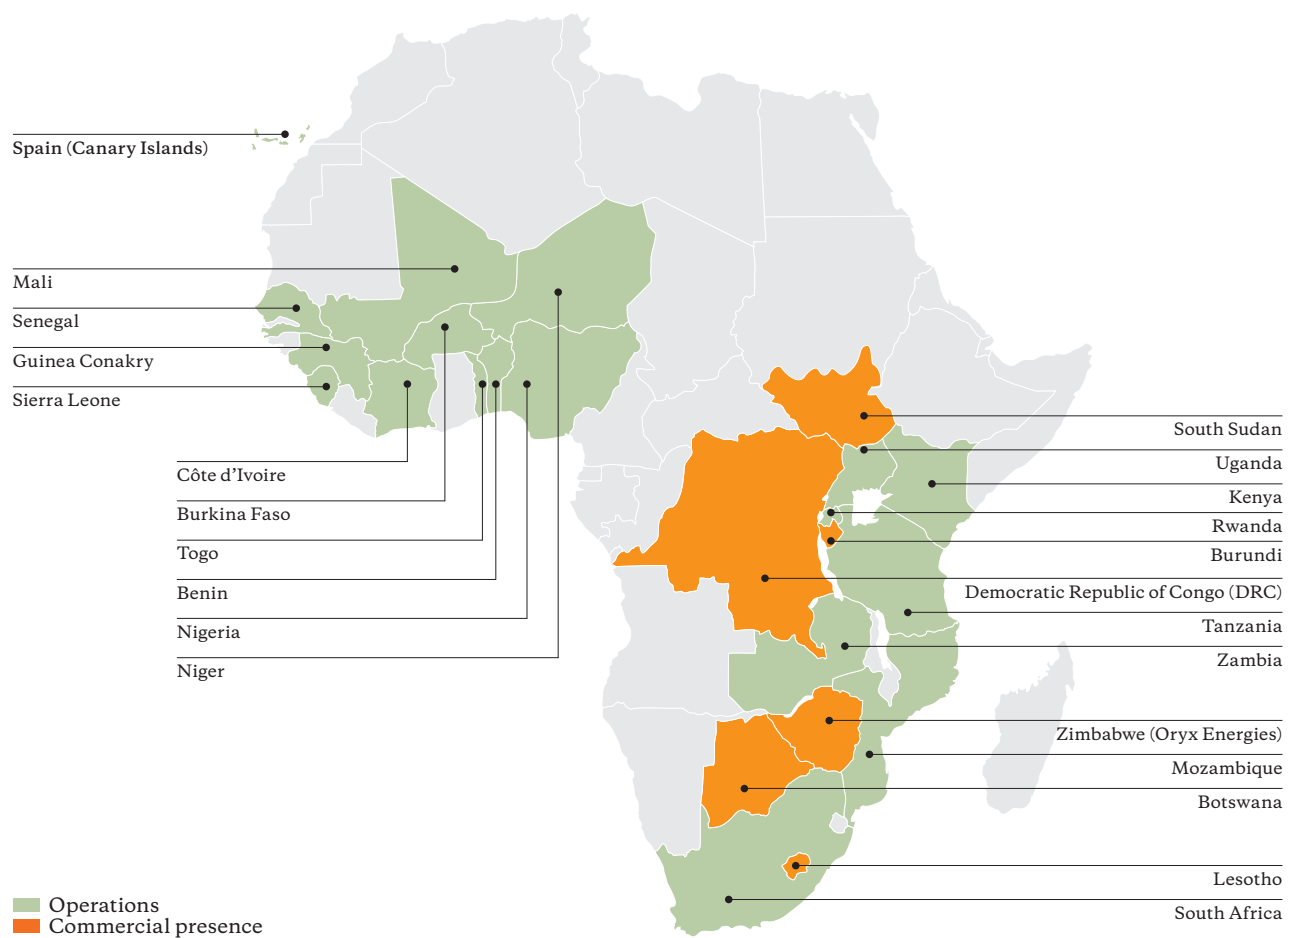 Spain (Canary Islands)
Mali
Senegal
Guinea Conakry
Sierra Leone
Côte d'Ivoire
Burkina Faso
Togo
Benin
Nigeria
Niger
South Sudan
Uganda
Kenya
Rwanda
Burundi
Democratic Republic of Congo (DRC)
Tanzania
Zambia
Zimbabwe (Oryx Energies)
Mozambique
Botswana
Lesotho
South Africa
Operations
Commercial presence